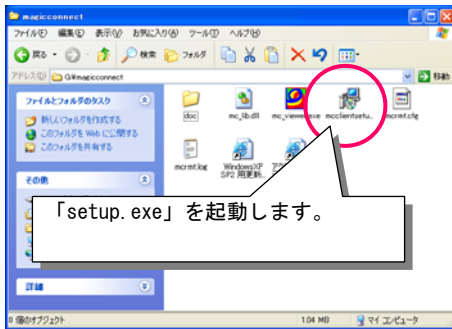 magicconnect
ファイル(F) 編集(E) 表示(V) お気に入り(A) ツール(T) ヘルプ(H)
戻る 検索 フォルダ
アドレス(D) G:¥magicconnect 移動
ファイルとフォルダのタスク
新しいフォルダを作成する
このフォルダを Web に公開する
このフォルダを共有する
その他
詳細
doc mc_lib.dll mc_viewer.exe mcclientsetu... mcrmt.cfg
mcrmt.log WindowsXP
SP2 用更新...
「setup.exe」を起動します。
個のオブジェクト 1.04 MB マイ コンピュータ